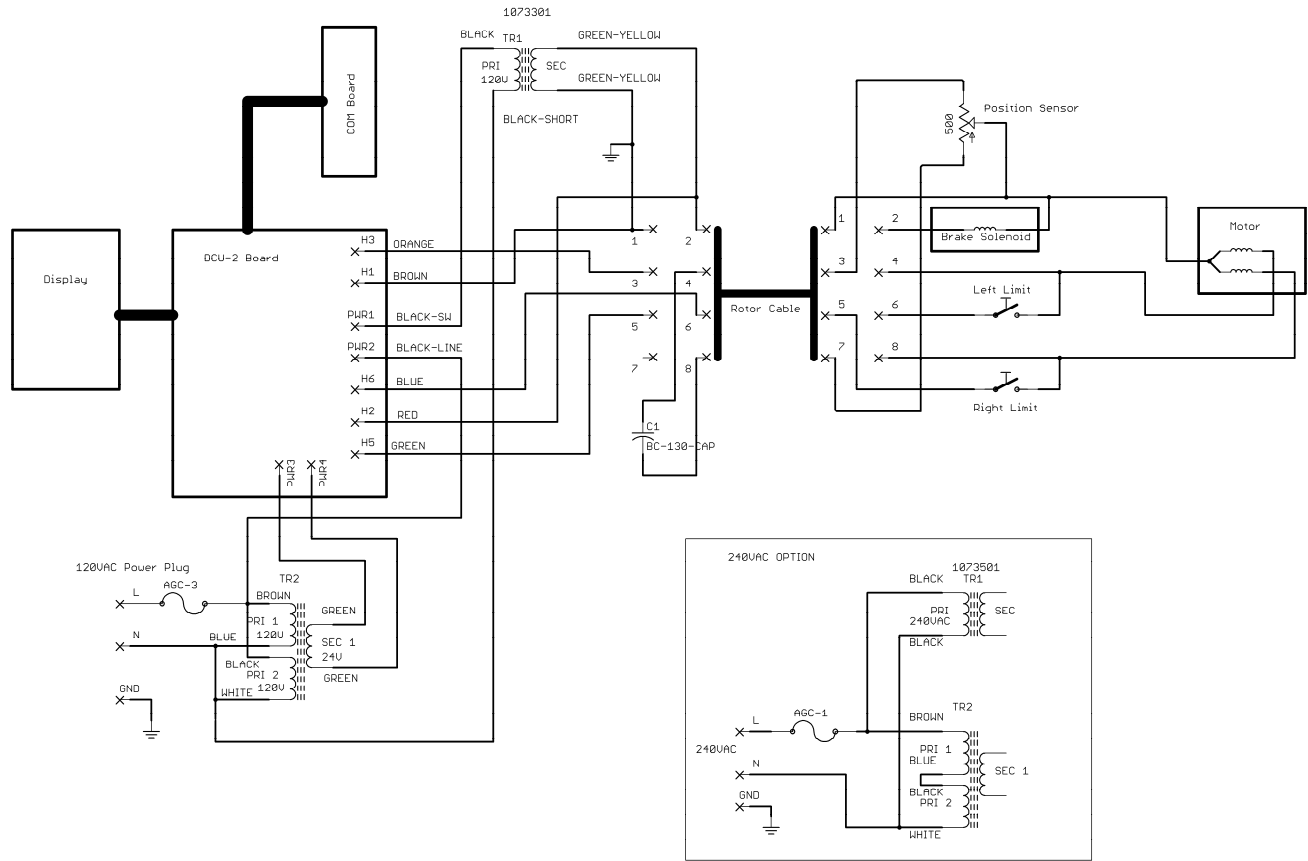 1073301
BLACK
TR1
GREEN-YELLOW
PRI
120V
SEC
GREEN-YELLOW
BLACK-SHORT
COM Board
Position Sensor
500
Display
DCU-2 Board
H3
ORANGE
H1
BROWN
PWR1
BLACK-SW
PWR2
BLACK-LINE
H6
BLUE
H2
RED
H5
GREEN
PWR3
PWR4
1
2
3
4
5
6
7
8
C1
BC-130-CAP
Rotor Cable
1
2
3
4
5
6
7
8
Brake Solenoid
Motor
Left Limit
Right Limit
120VAC Power Plug
L
AGC-3
TR2
BROWN
PRI 1
120V
N
BLUE
BLACK
PRI 2
120V
WHITE
GREEN
SEC 1
24V
GREEN
GND
240VAC OPTION
1073501
BLACK
TR1
PRI
240VAC
SEC
BLACK
TR2
L
AGC-1
BROWN
240VAC
PRI 1
BLUE
N
SEC 1
BLACK
PRI 2
GND
WHITE